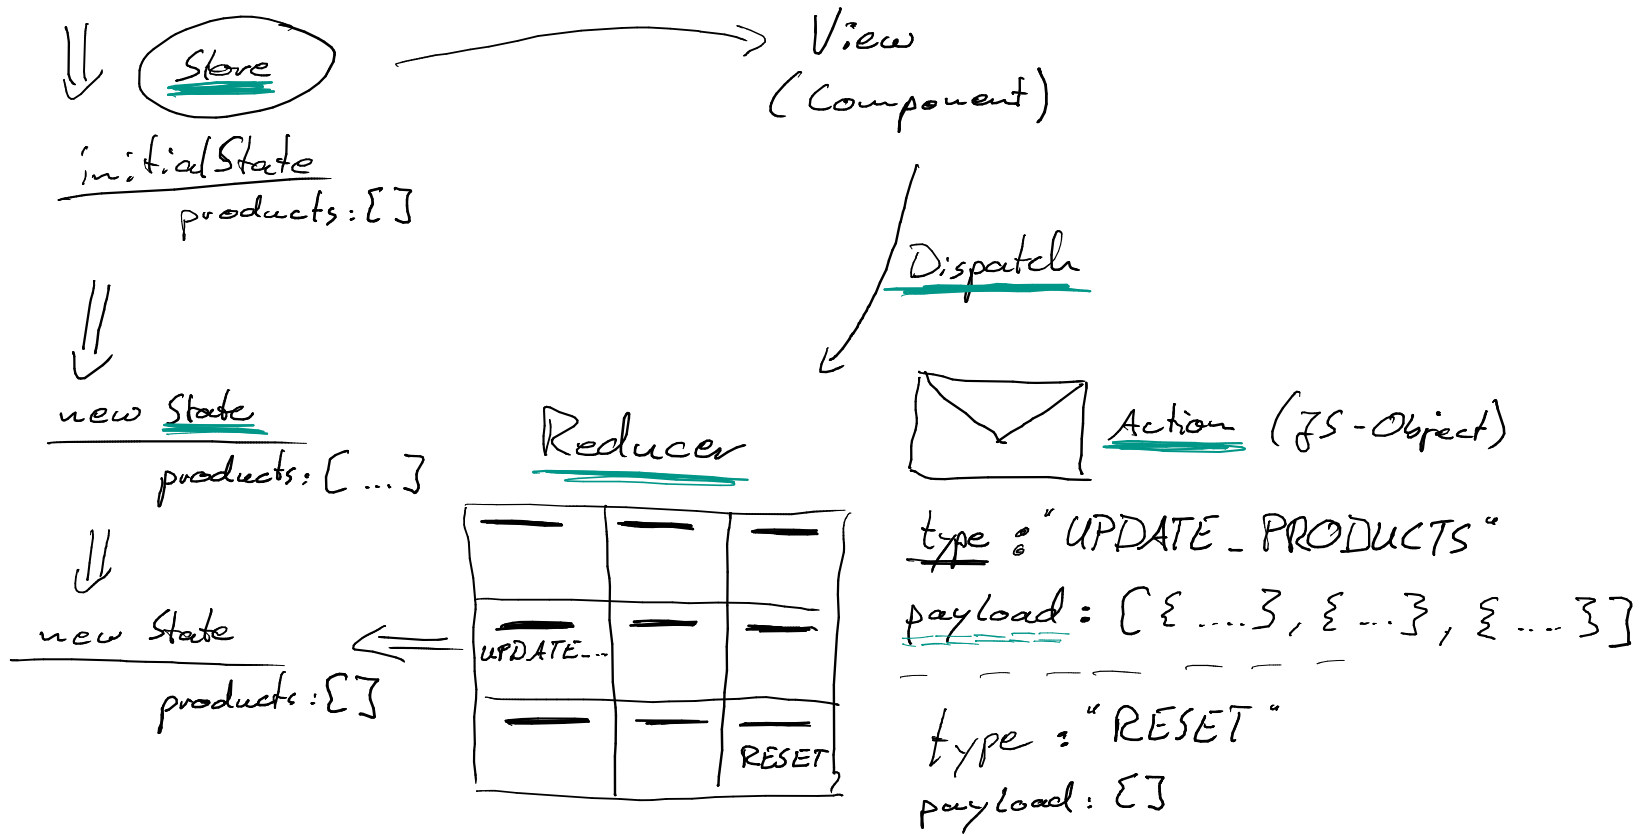 Store
initialState
products: []
View
(Component)
Dispatch
new State
products: [...]
new State
products: []
Reducer
UPDATE_...
RESET
Action (JS-Object)
type : "UPDATE_PRODUCTS"
payload : [{....}, {...}, {....}]
type : "RESET"
payload : []